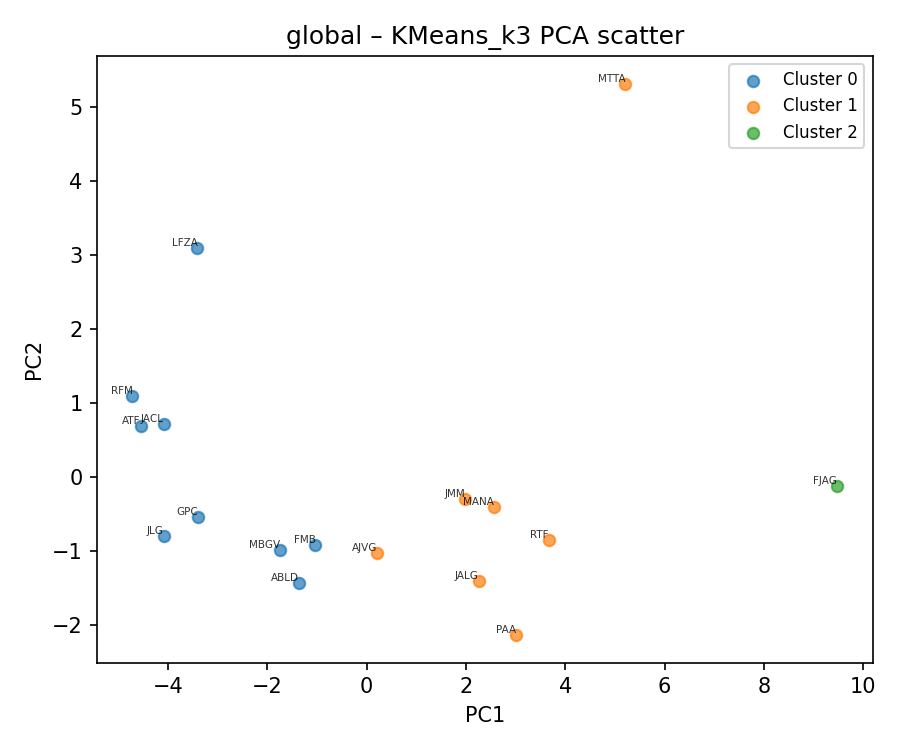 global – KMeans_k3 PCA scatter
Cluster 0
Cluster 1
Cluster 2
MTTA
LFZA
RFM
ATF
JACL
FJAG
JMM
MANA
GPC
JLG
RTF
MBGV
FMB
AJVG
ABLD
JALG
PAA
5
4
3
2
1
0
−1
−2
PC2
−4 −2 0 2 4 6 8 10
PC1